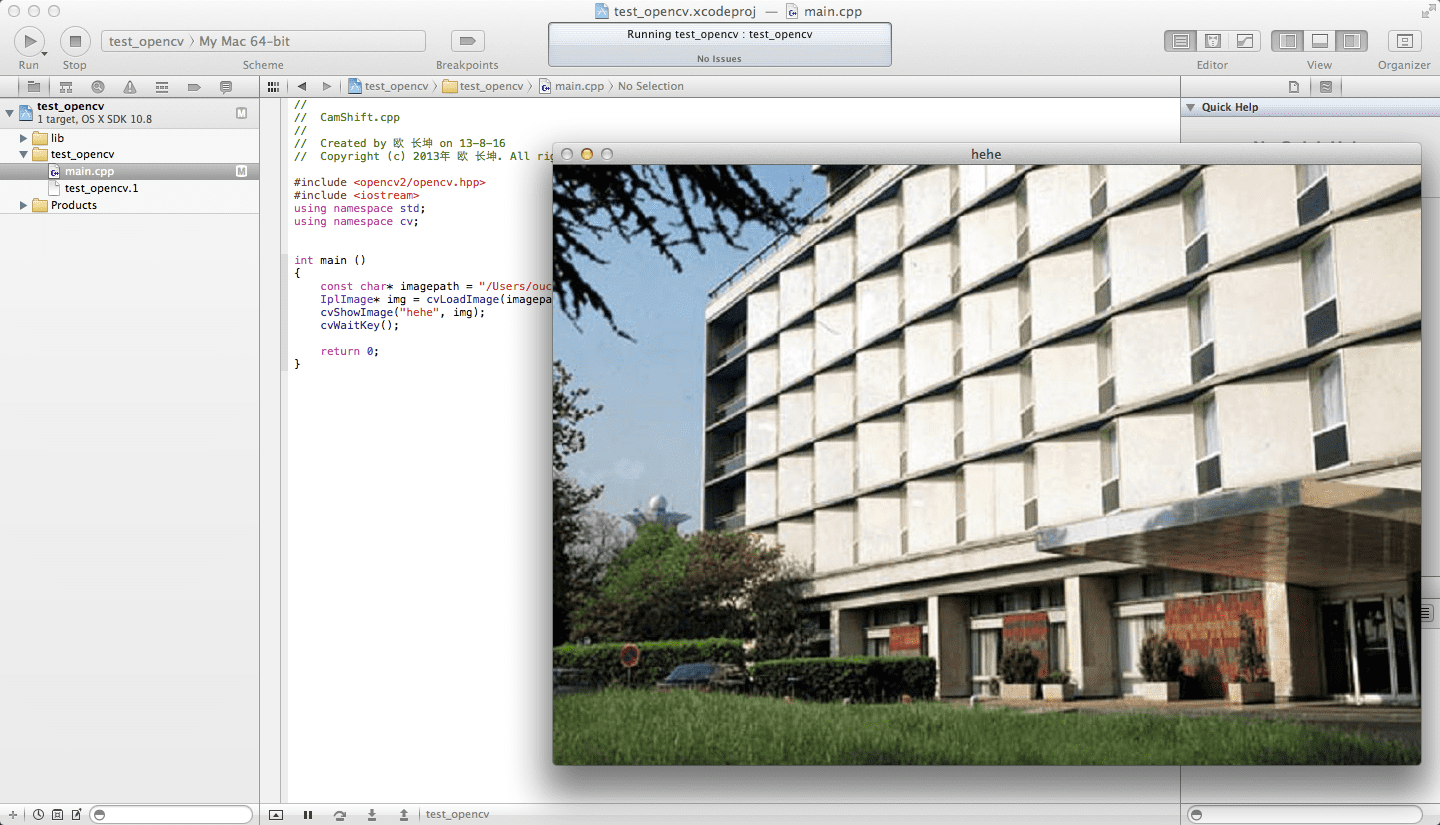 test_opencv.xcodeproj — main.cpp
Run
Stop
test_opencv 〉 My Mac 64-bit
Scheme
Breakpoints
Running test_opencv : test_opencv
No Issues
Editor
View
Organizer
test_opencv
1 target, OS X SDK 10.8
M
lib
test_opencv
main.cpp
M
test_opencv.1
Products
test_opencv 〉 test_opencv 〉 main.cpp 〉 No Selection
//
//  CamShift.cpp
//
//  Created by 欧 长坤 on 13-8-16
//  Copyright (c) 2013年 欧 长坤. All rig
#include <opencv2/opencv.hpp>
#include <iostream>
using namespace std;
using namespace cv;
int main ()
{
    const char* imagepath = "/Users/ouc
    IplImage* img = cvLoadImage(imagepa
    cvShowImage("hehe", img);
    cvWaitKey();
    return 0;
}
hehe
Quick Help
test_opencv